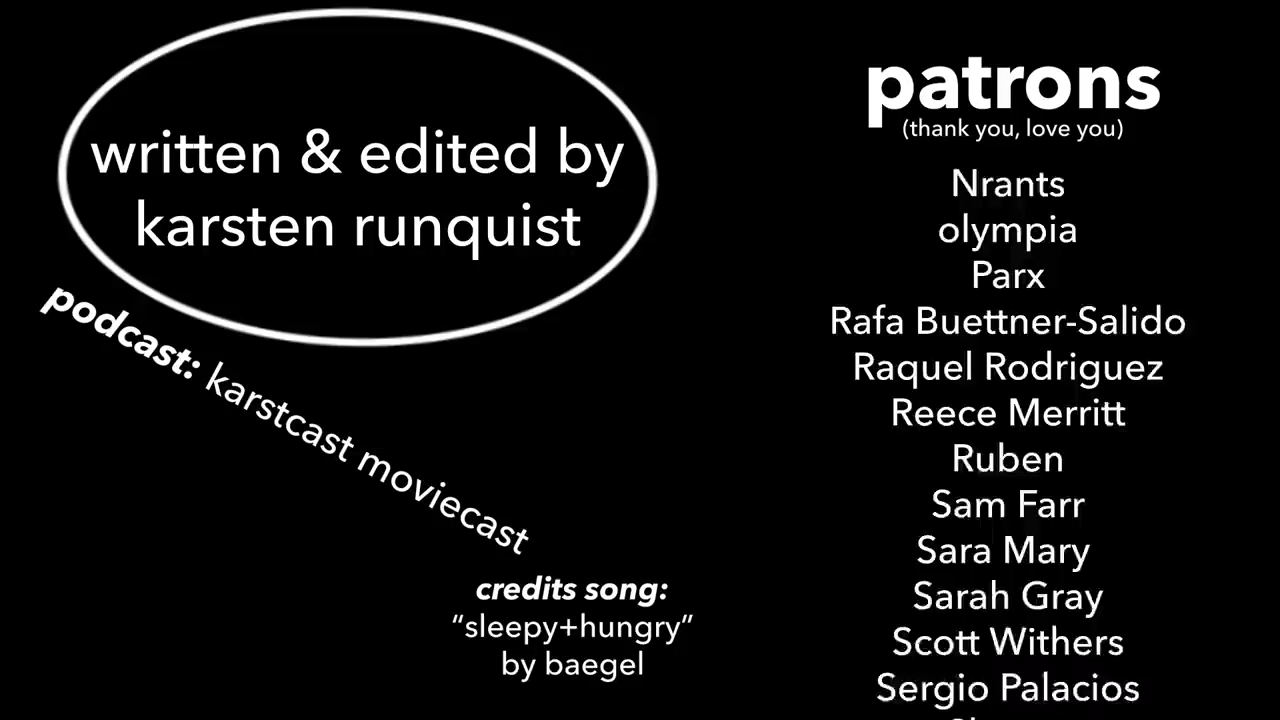 written & edited by
karsten runquist
podcast: karstcast moviecast
credits song:
“sleepy+hungry”
by baegel
patrons
(thank you, love you)
Nrants
olympia
Parx
Rafa Buettner-Salido
Raquel Rodriguez
Reece Merritt
Ruben
Sam Farr
Sara Mary
Sarah Gray
Scott Withers
Sergio Palacios